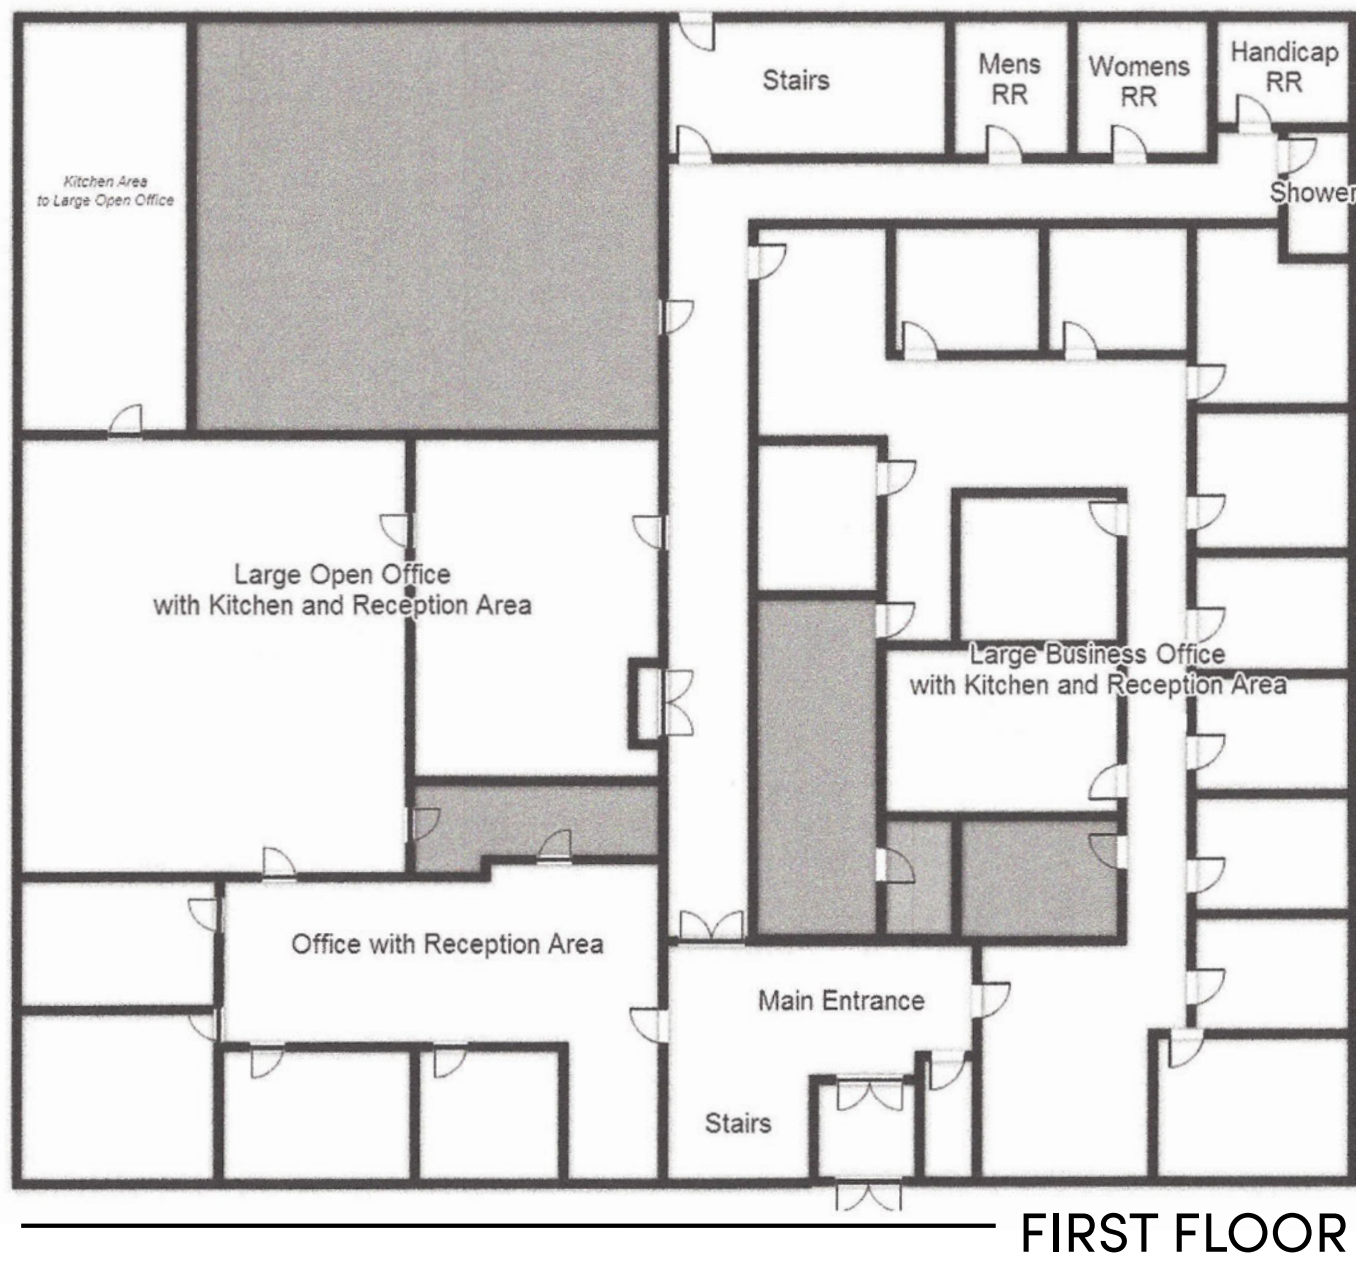 Stairs
Mens
RR
Womens
RR
Handicap
RR
Kitchen Area
to Large Open Office
Shower
Large Open Office
with Kitchen and Reception Area
Large Business Office
with Kitchen and Reception Area
Office with Reception Area
Main Entrance
Stairs
FIRST FLOOR